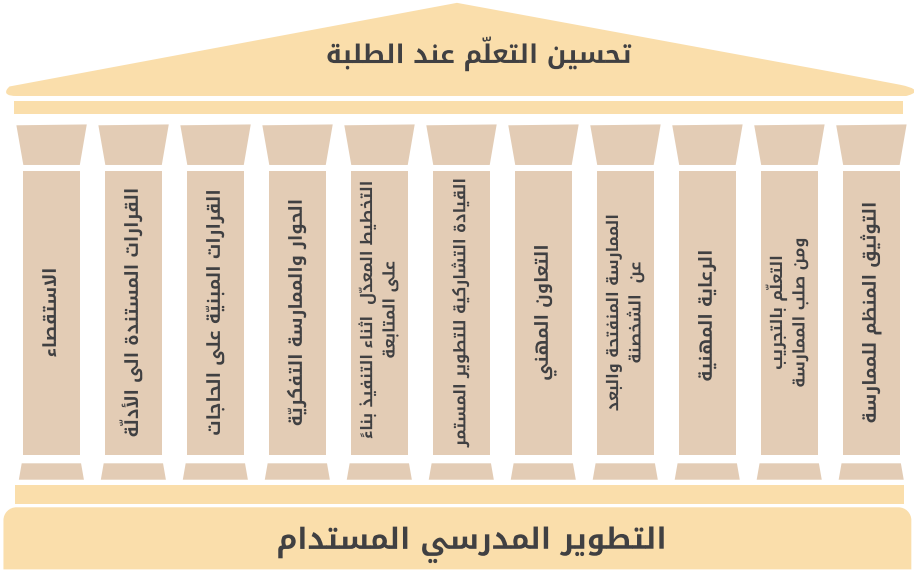 تحسين التعلّم عند الطلبة
التوثيق المنظم للممارسة
التعلّم بالتجريب
ومن صلب الممارسة
الرعاية المهنية
الممارسة المنفتحة والبعد
عن الشخصنة
التعاون المهني
القيادة التشاركية للتطوير المستمر
التخطيط المعدّل اثناء التنفيذ بناءً
على المتابعة
الحوار والممارسة التفكريّة
القرارات المبنيّة على الحاجات
القرارات المستندة الى الأدلّة
الاستقصاء
التطوير المدرسي المستدام